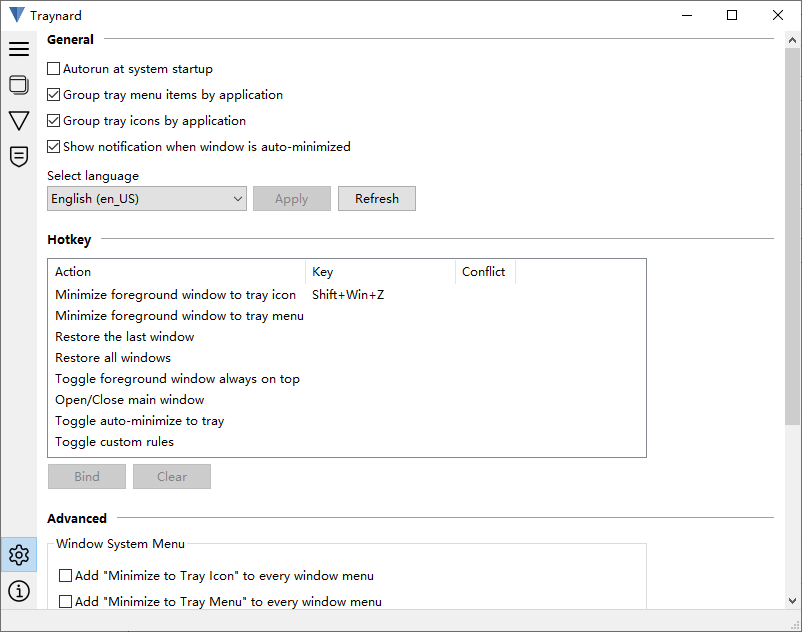 Traynard
General
Autorun at system startup
Group tray menu items by application
Group tray icons by application
Show notification when window is auto-minimized
Select language
English (en_US) Apply Refresh
Hotkey
Action Key Conflict
Minimize foreground window to tray icon Shift+Win+Z
Minimize foreground window to tray menu
Restore the last window
Restore all windows
Toggle foreground window always on top
Open/Close main window
Toggle auto-minimize to tray
Toggle custom rules
Bind Clear
Advanced
Window System Menu
Add "Minimize to Tray Icon" to every window menu
Add "Minimize to Tray Menu" to every window menu